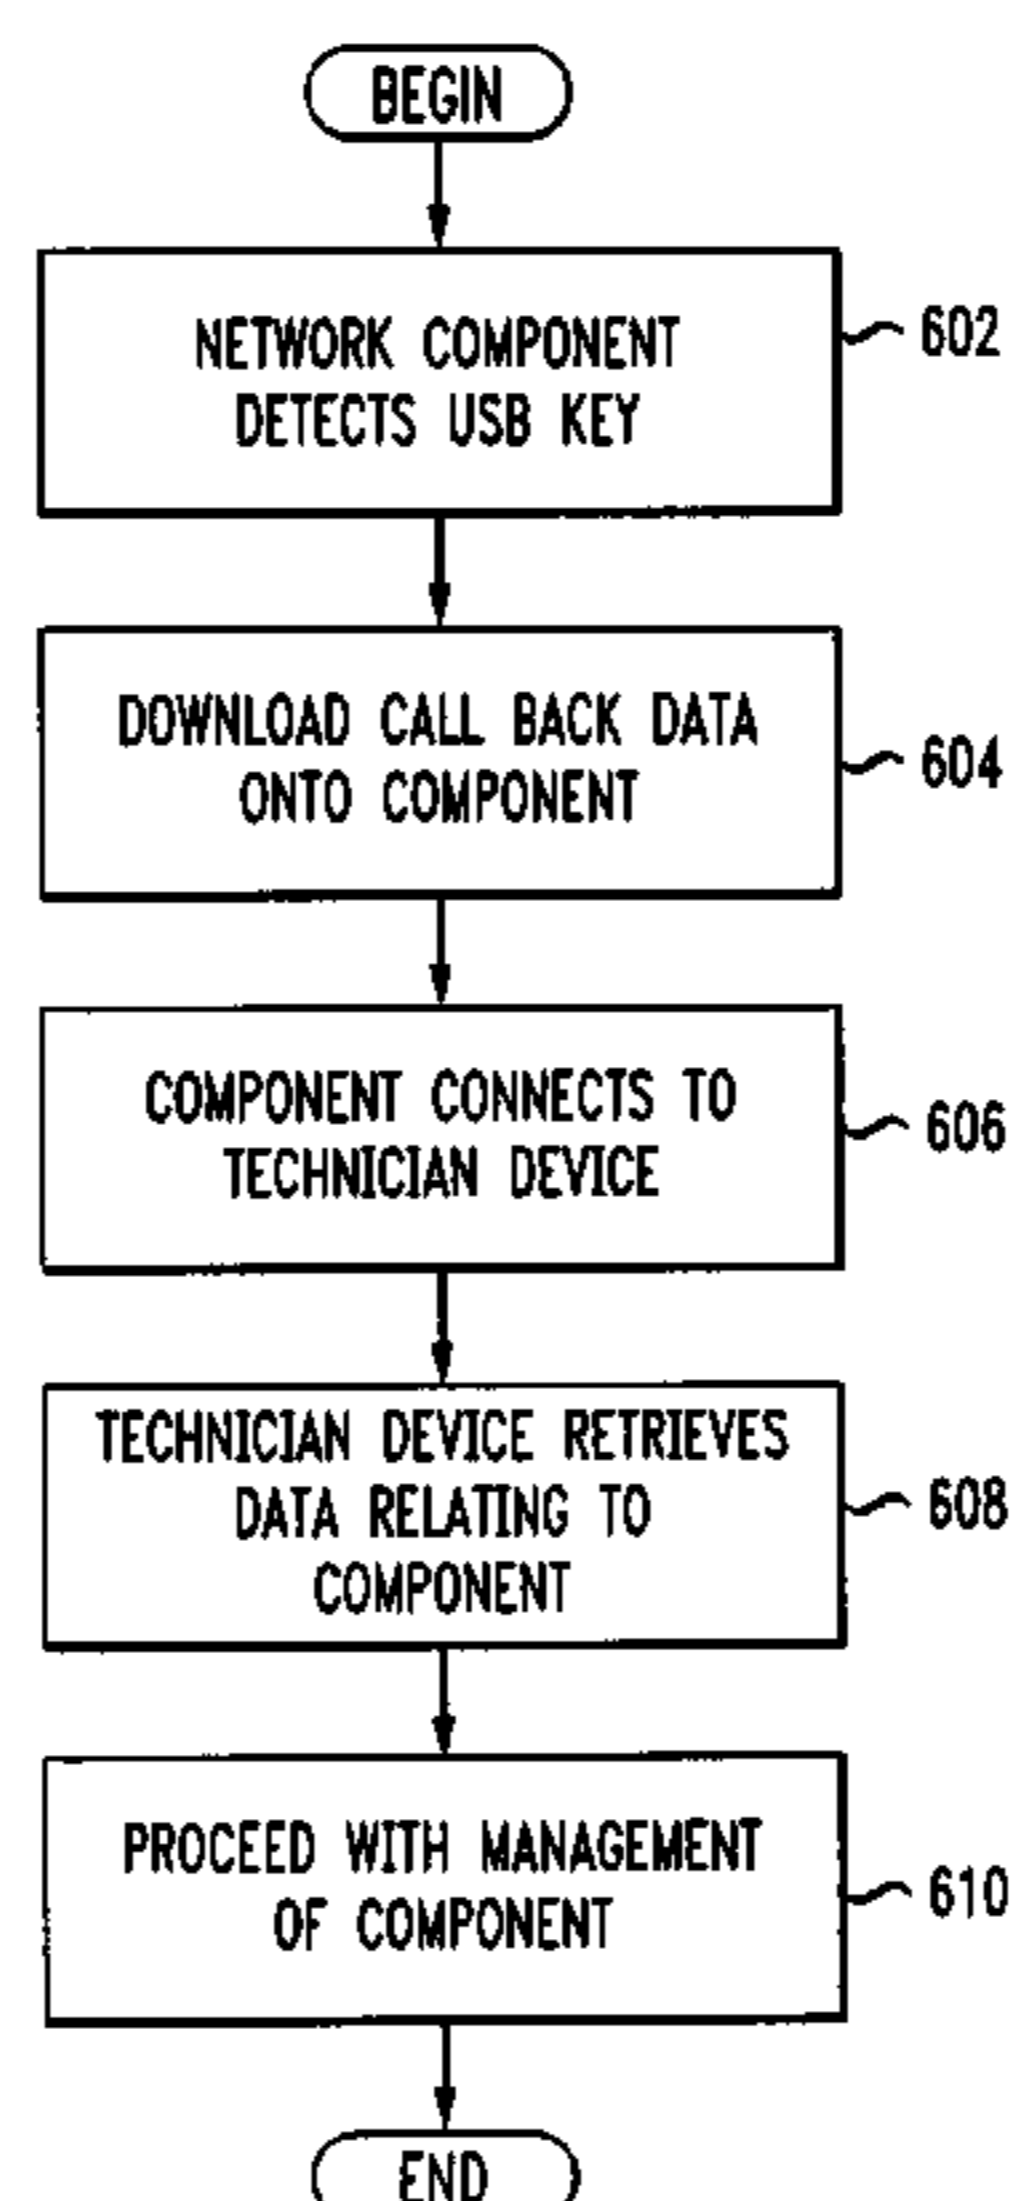 BEGIN
NETWORK COMPONENT
DETECTS USB KEY
602
DOWNLOAD CALL BACK DATA
ONTO COMPONENT
604
COMPONENT CONNECTS TO
TECHNICIAN DEVICE
606
TECHNICIAN DEVICE RETRIEVES
DATA RELATING TO
COMPONENT
608
PROCEED WITH MANAGEMENT
OF COMPONENT
610
END